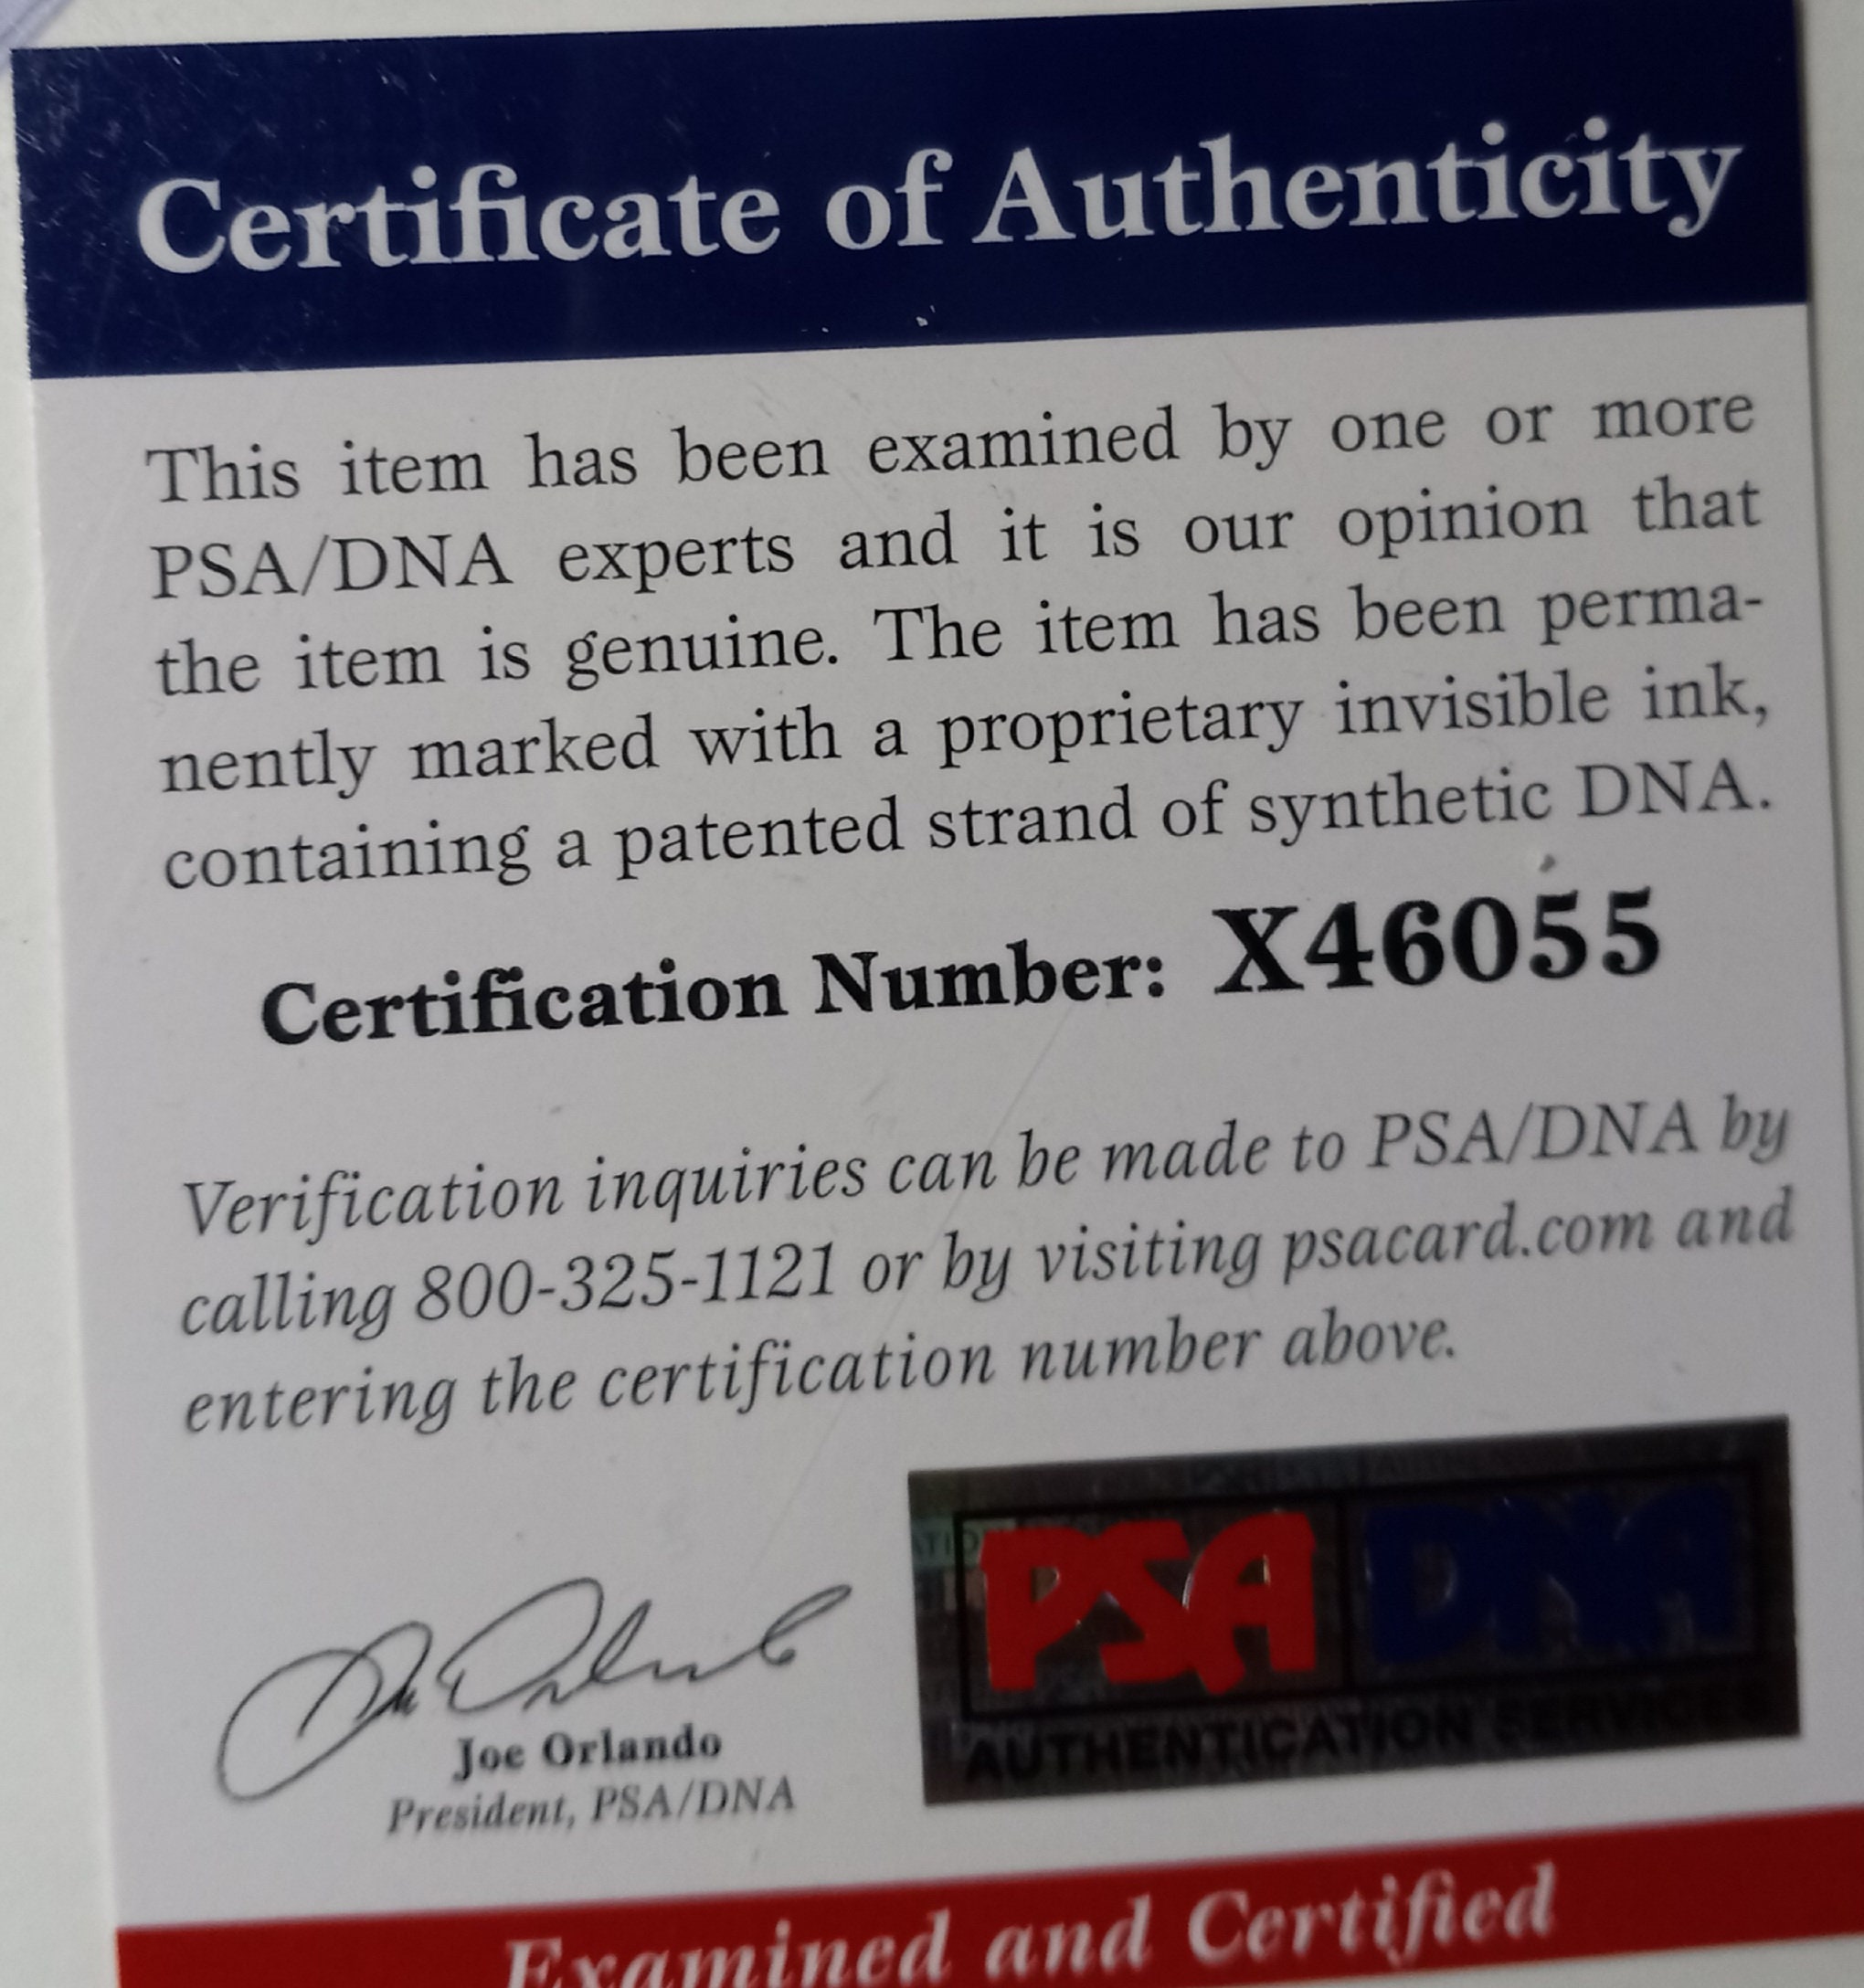 Certificate of Authenticity
This item has been examined by one or more
PSA/DNA experts and it is our opinion that
the item is genuine. The item has been perma-
nently marked with a proprietary invisible ink,
containing a patented strand of synthetic DNA.
Certification Number: X46055
Verification inquiries can be made to PSA/DNA by
calling 800-325-1121 or by visiting psacard.com and
entering the certification number above.
Joe Orlando
President, PSA/DNA
PSA DNA
AUTHENTICATION SERVICES
Examined and Certified